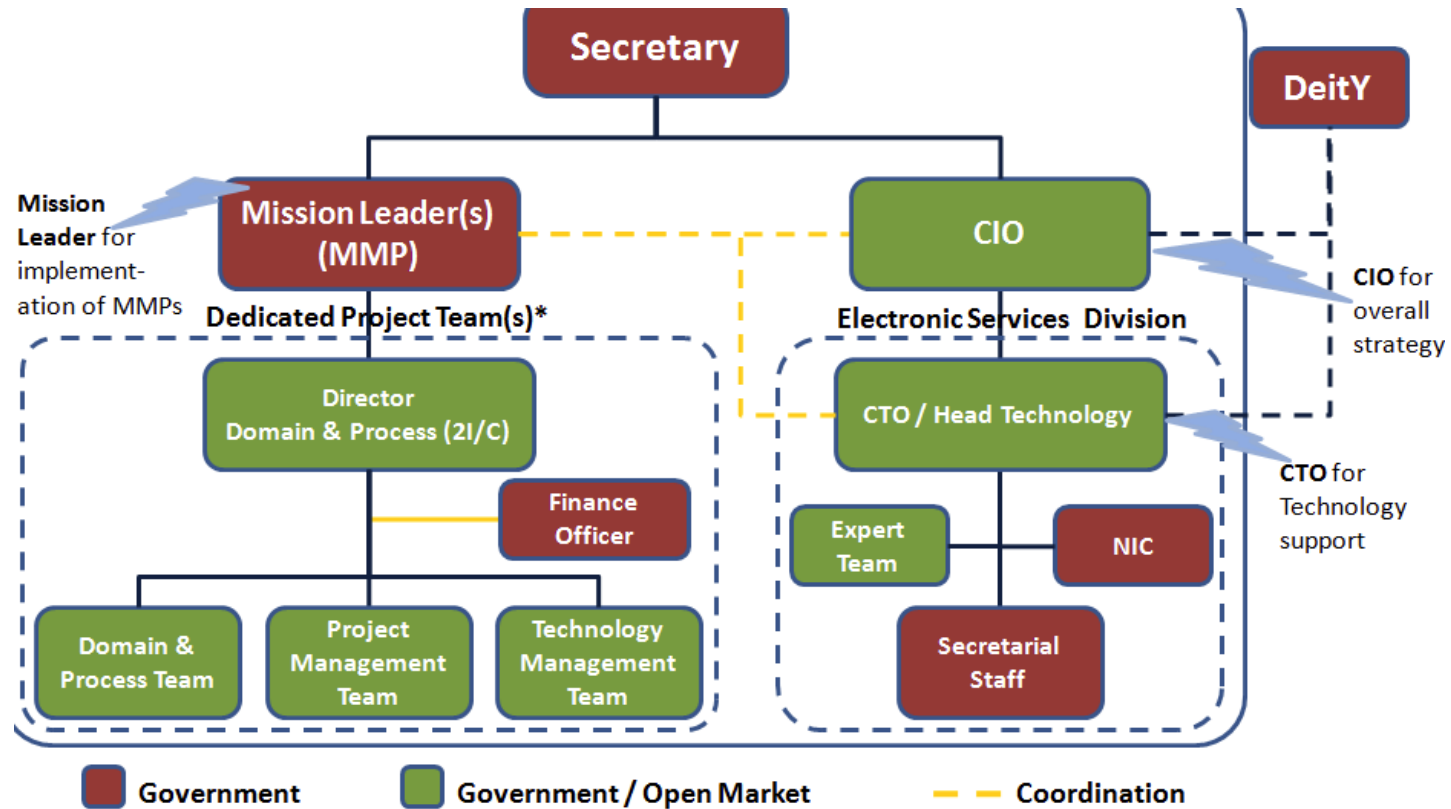 Secretary
DeitY
Mission
Leader for
implement-
ation of MMPs
Mission Leader(s)
(MMP)
CIO
CIO for
overall
strategy
Dedicated Project Team(s)*
Electronic Services Division
Director
Domain & Process (2I/C)
CTO / Head Technology
CTO for
Technology
support
Finance
Officer
Expert
Team
NIC
Domain &
Process Team
Project
Management
Team
Technology
Management
Team
Secretarial
Staff
Government
Government / Open Market
Coordination